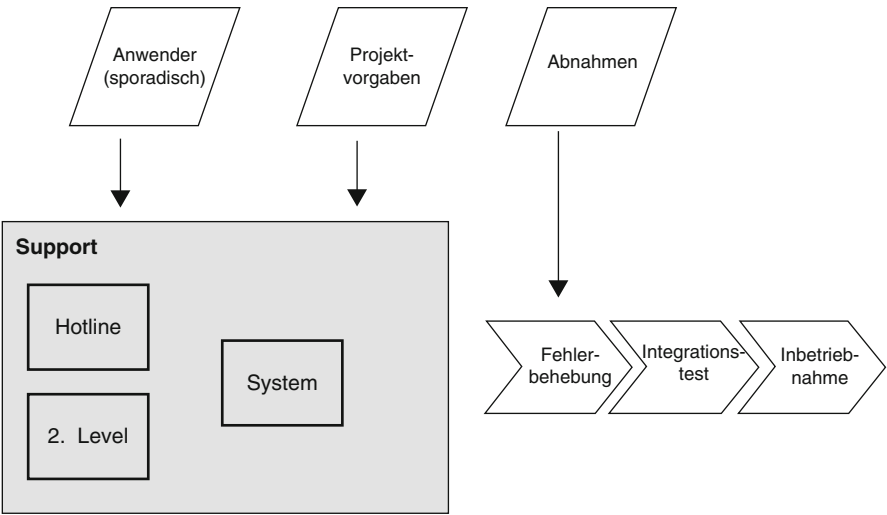 Anwender
(sporadisch)
Projekt-
vorgaben
Abnahmen
Support
Hotline
System
2. Level
Fehler-
behebung
Integrations-
test
Inbetrieb-
nahme